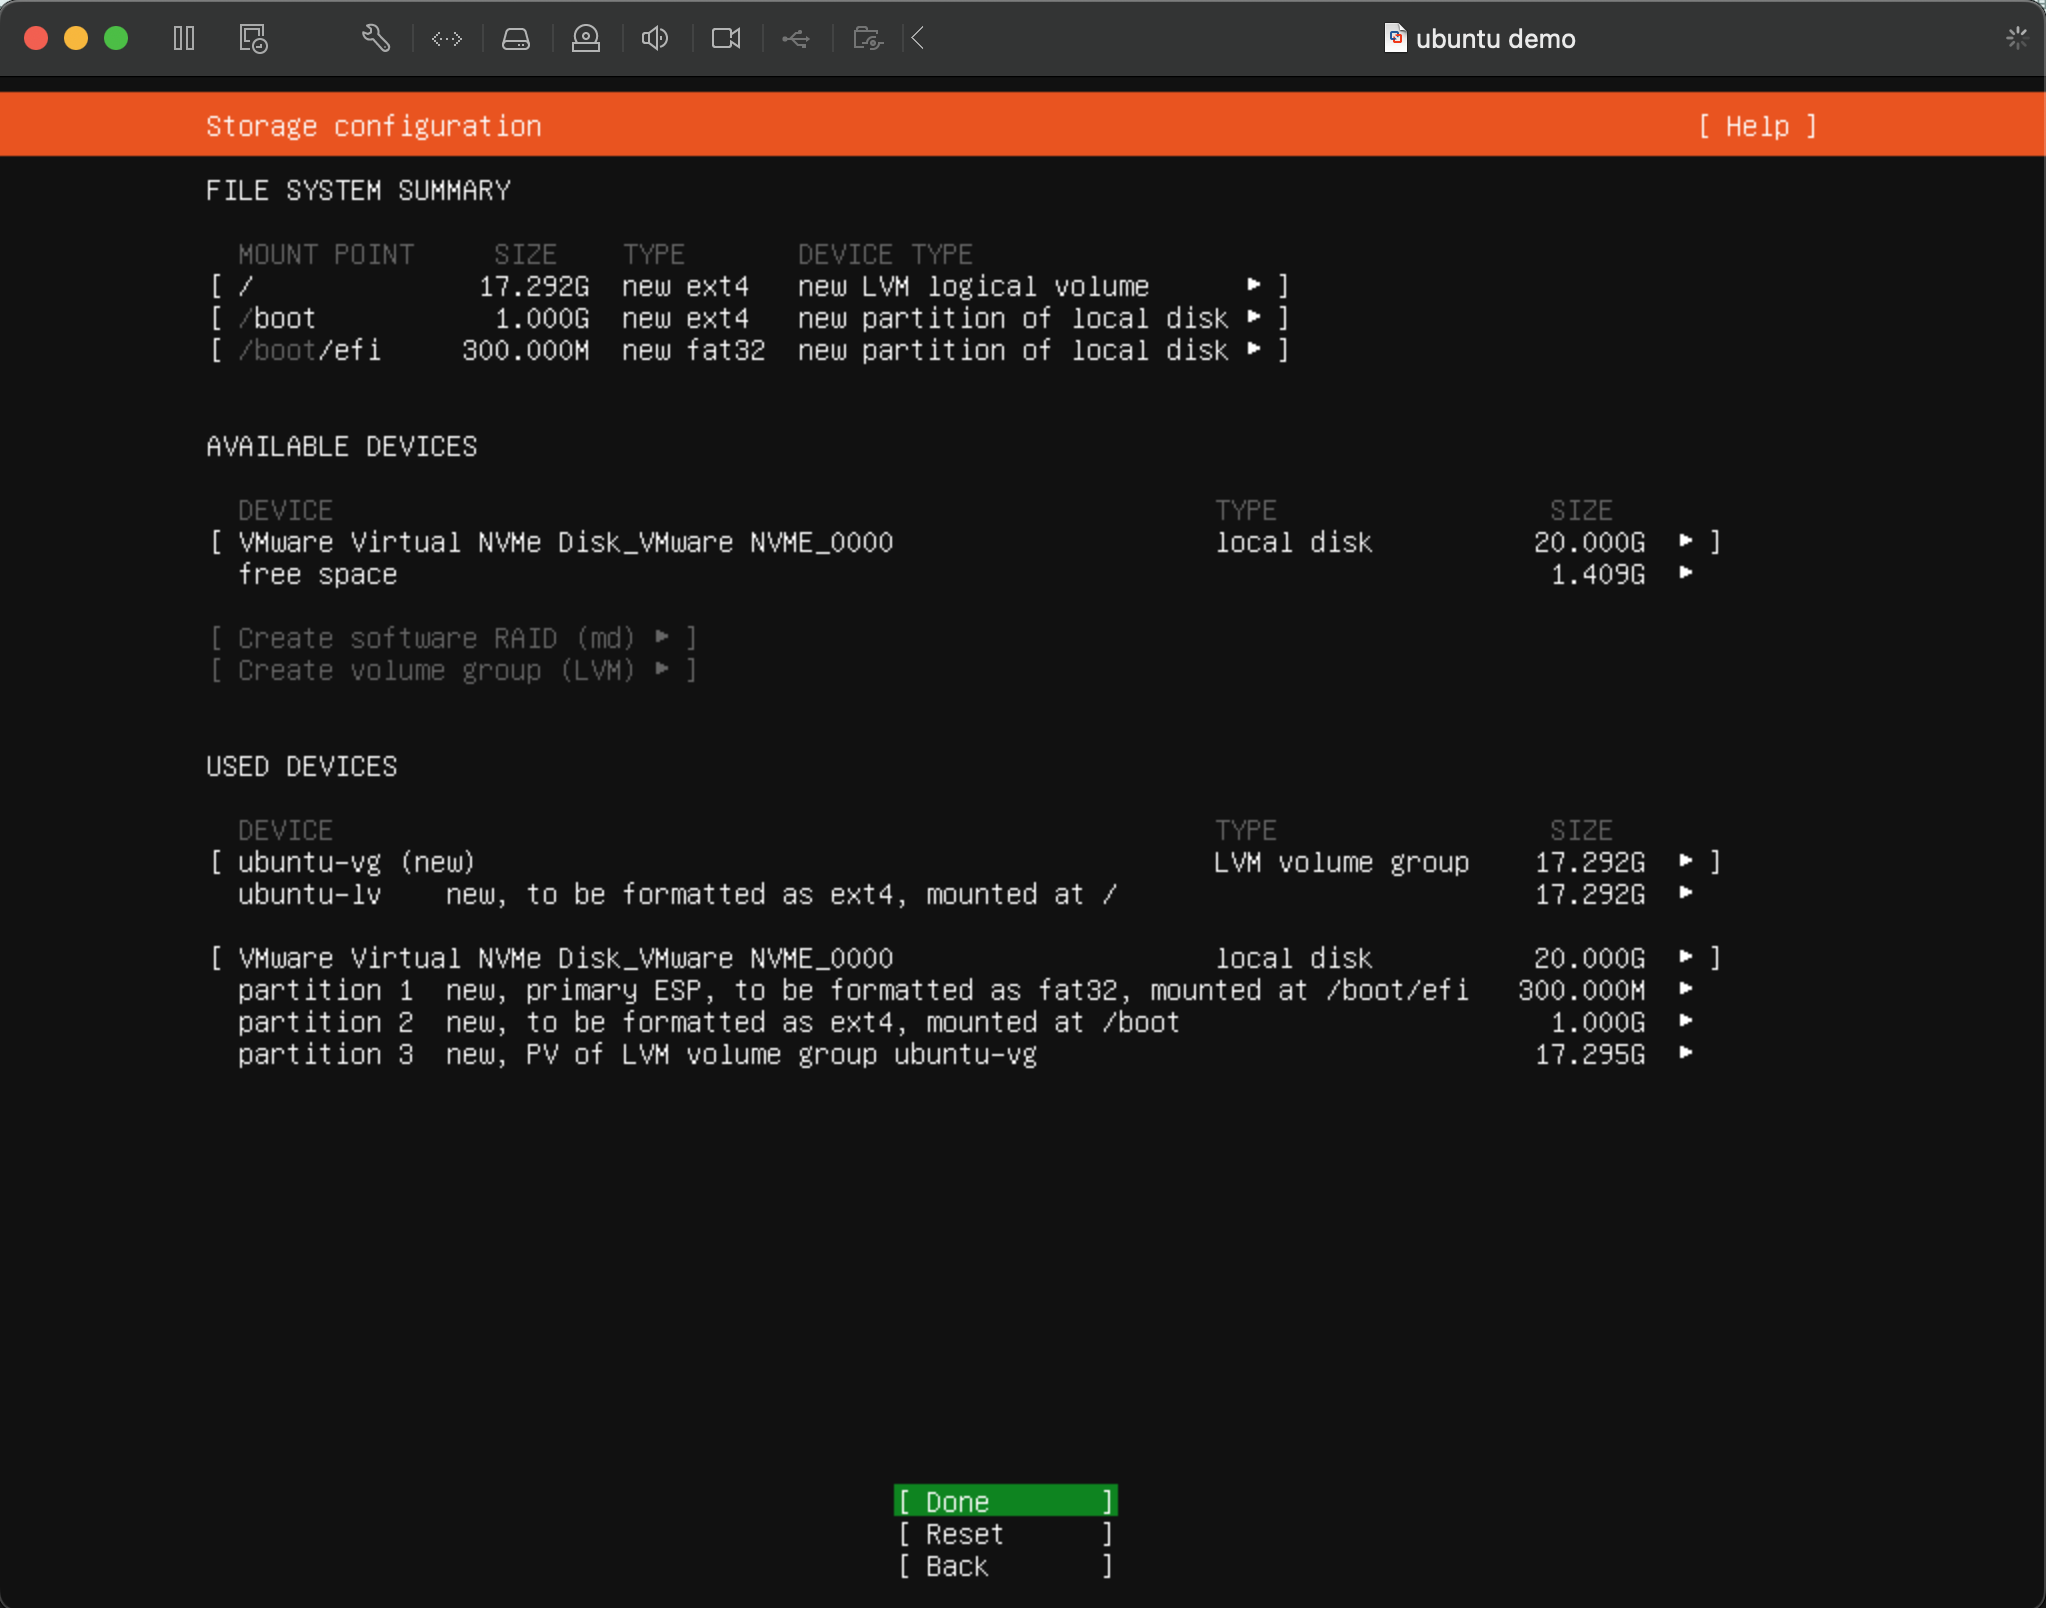 ubuntu demo
Storage configuration [ Help ]
FILE SYSTEM SUMMARY
MOUNT POINT SIZE TYPE DEVICE TYPE
[ / 17.292G new ext4 new LVM logical volume ▸ ]
[ /boot 1.000G new ext4 new partition of local disk ▸ ]
[ /boot/efi 300.000M new fat32 new partition of local disk ▸ ]
AVAILABLE DEVICES
DEVICE TYPE SIZE
[ VMware Virtual NVMe Disk_VMware NVME_0000 local disk 20.000G ▸ ]
free space 1.409G ▸
[ Create software RAID (md) ▸ ]
[ Create volume group (LVM) ▸ ]
USED DEVICES
DEVICE TYPE SIZE
[ ubuntu-vg (new) LVM volume group 17.292G ▸ ]
ubuntu-lv new, to be formatted as ext4, mounted at / 17.292G ▸
[ VMware Virtual NVMe Disk_VMware NVME_0000 local disk 20.000G ▸ ]
partition 1 new, primary ESP, to be formatted as fat32, mounted at /boot/efi 300.000M ▸
partition 2 new, to be formatted as ext4, mounted at /boot 1.000G ▸
partition 3 new, PV of LVM volume group ubuntu-vg 17.295G ▸
[ Done ]
[ Reset ]
[ Back ]